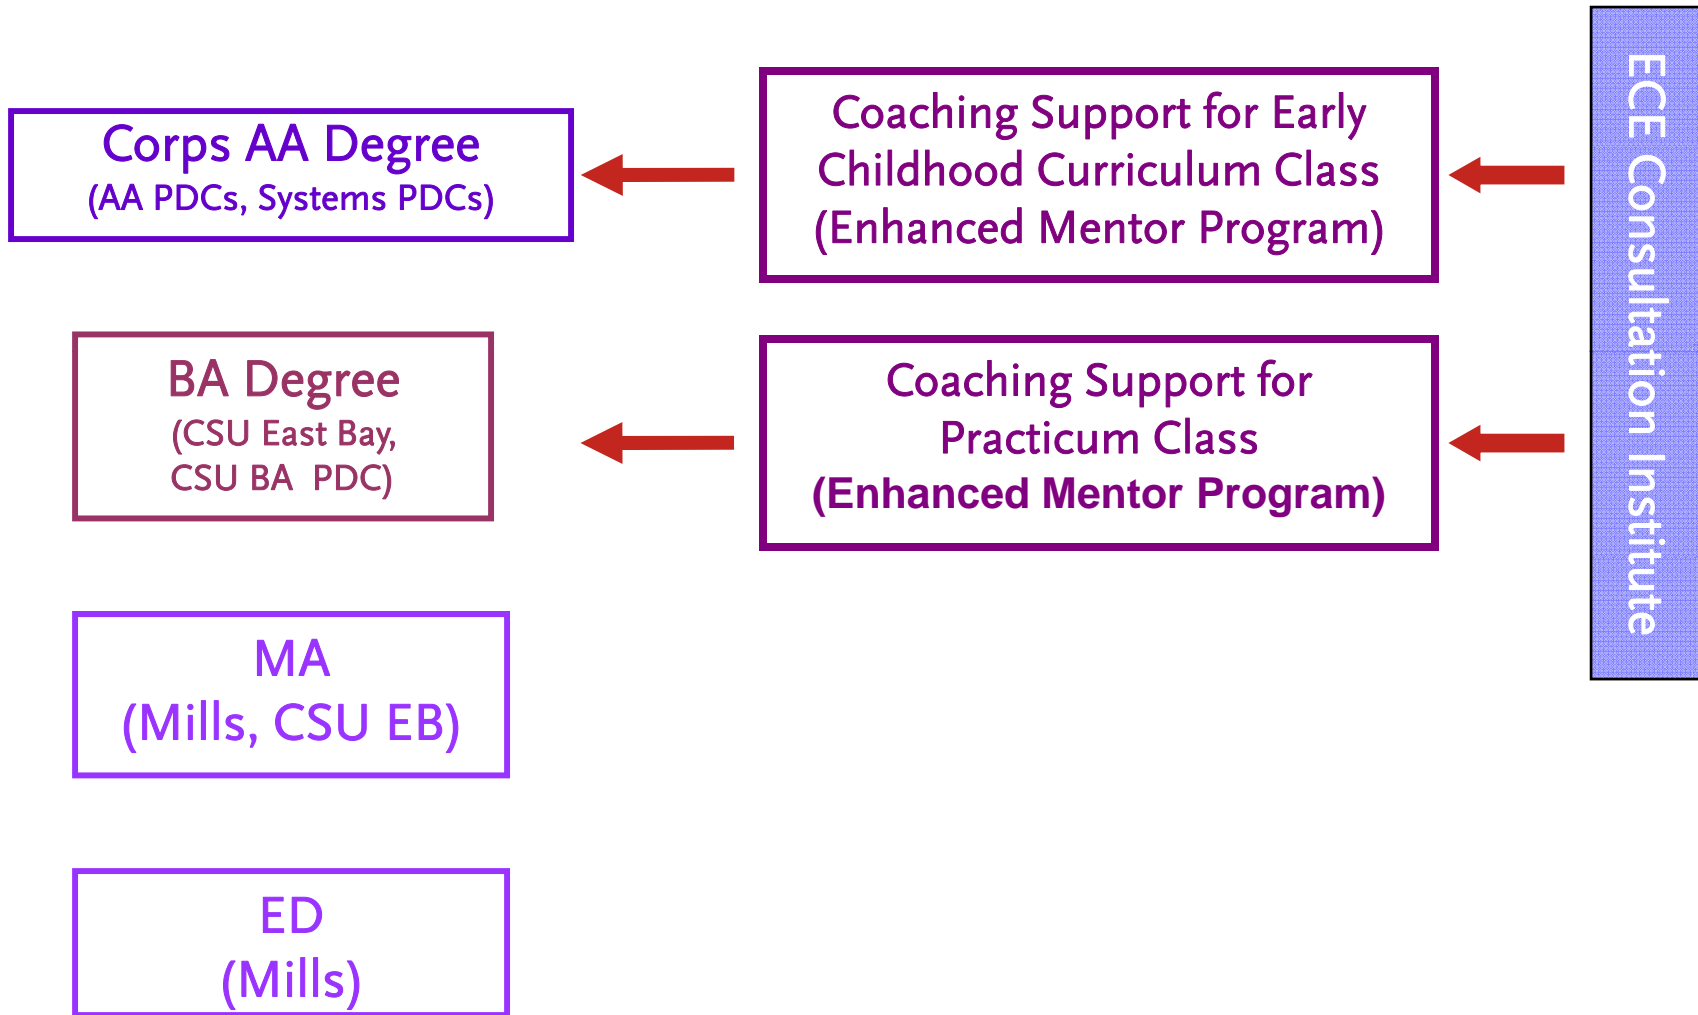 Corps AA Degree
(AA PDCs, Systems PDCs)
Coaching Support for Early
Childhood Curriculum Class
(Enhanced Mentor Program)
BA Degree
(CSU East Bay,
CSU BA PDC)
Coaching Support for
Practicum Class
(Enhanced Mentor Program)
MA
(Mills, CSU EB)
ED
(Mills)
ECE Consultation Institute